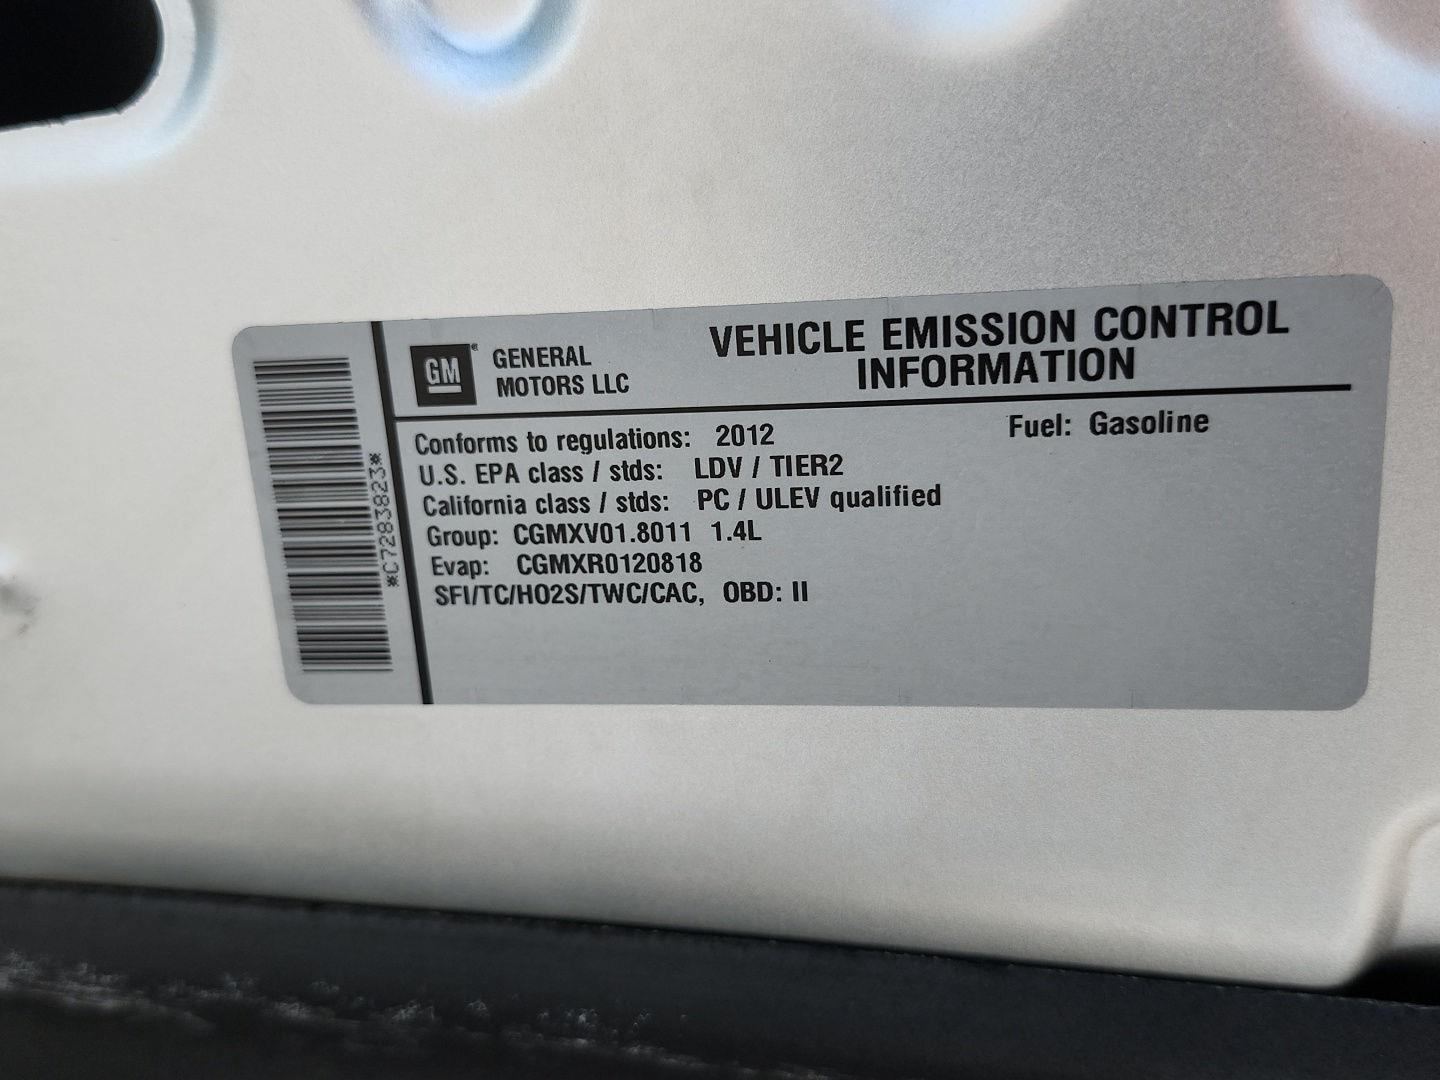 GM
GENERAL
MOTORS LLC
VEHICLE EMISSION CONTROL
INFORMATION
Conforms to regulations: 2012
Fuel: Gasoline
U.S. EPA class / stds: LDV / TIER2
California class / stds: PC / ULEV qualified
Group: CGMXV01.8011 1.4L
Evap: CGMXR0120818
SFI/TC/HO2S/TWC/CAC, OBD: II
*C7283823*